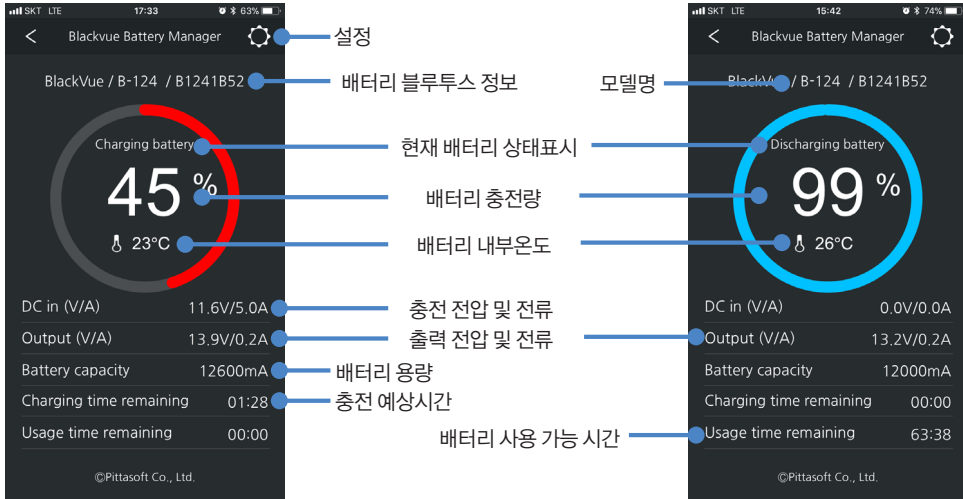 SKT LTE 17:33 63%
Blackvue Battery Manager
BlackVue / B-124 / B1241B52
Charging battery
45 %
23°C
DC in (V/A) 11.6V/5.0A
Output (V/A) 13.9V/0.2A
Battery capacity 12600mA
Charging time remaining 01:28
Usage time remaining 00:00
©Pittasoft Co., Ltd.
설정
배터리 블루투스 정보
모델명
현재 배터리 상태표시
배터리 충전량
배터리 내부온도
충전 전압 및 전류
출력 전압 및 전류
배터리 용량
충전 예상시간
배터리 사용 가능 시간
SKT LTE 15:42 74%
Blackvue Battery Manager
BlackVue / B-124 / B1241B52
Discharging battery
99 %
26°C
DC in (V/A) 0.0V/0.0A
Output (V/A) 13.2V/0.2A
Battery capacity 12000mA
Charging time remaining 00:00
Usage time remaining 63:38
©Pittasoft Co., Ltd.